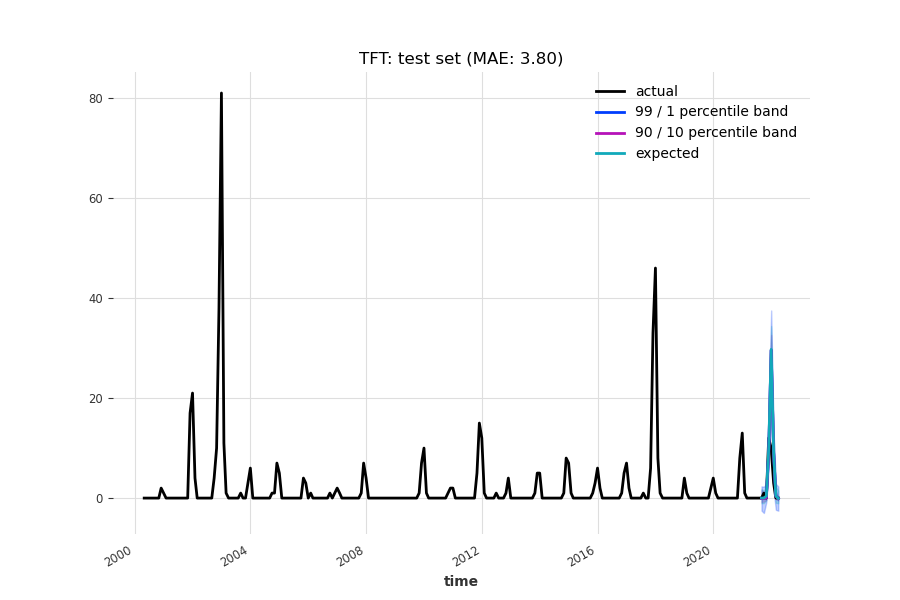 TFT: test set (MAE: 3.80)
actual
99 / 1 percentile band
90 / 10 percentile band
expected
80
60
40
20
0
2000
2004
2008
2012
2016
2020
time